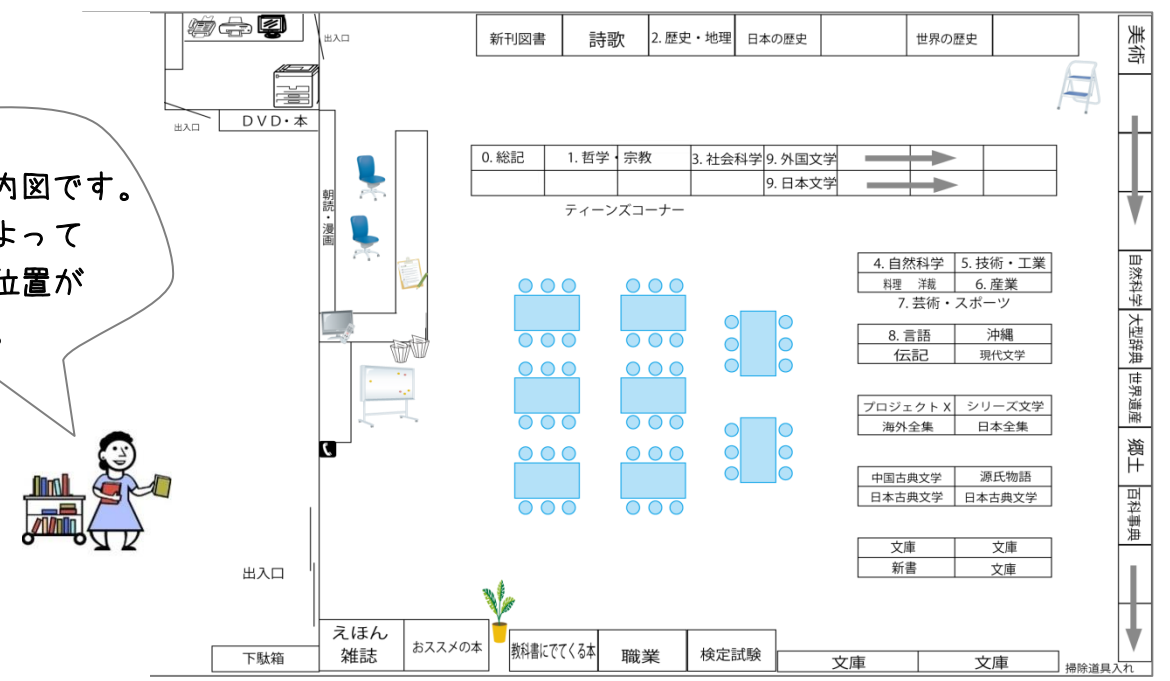 出入口
新刊図書
詩歌
2. 歴史・地理
日本の歴史
世界の歴史
美術
出入口
DVD・本
内図です。
よって
位置が
朝読・漫画
0. 総記
1. 哲学・宗教
3. 社会科学
9. 外国文学
9. 日本文学
ティーンズコーナー
4. 自然科学
5. 技術・工業
料理 洋裁
6. 産業
7. 芸術・スポーツ
8. 言語
沖縄
伝記
現代文学
プロジェクト X
シリーズ文学
海外全集
日本全集
中国古典文学
源氏物語
日本古典文学
日本古典文学
文庫
文庫
新書
文庫
自然科学
大型辞典
世界遺産
郷土
百科事典
出入口
下駄箱
えほん
雑誌
おススメの本
教科書にでてくる本
職業
検定試験
文庫
文庫
掃除道具入れ